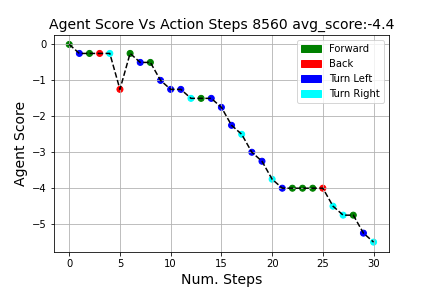 Agent Score Vs Action Steps 8560 avg_score:-4.4
Forward
Back
Turn Left
Turn Right
Agent Score
0
−1
−2
−3
−4
−5
0 5 10 15 20 25 30
Num. Steps